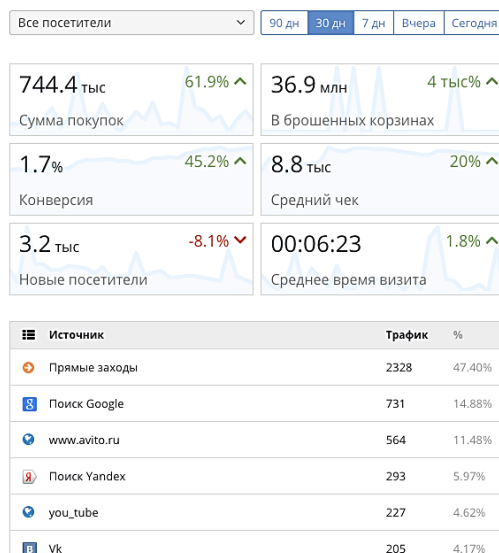 Все посетители
90 дн 30 дн 7 дн Вчера Сегодня
744.4 тыс 61.9%
Сумма покупок
36.9 млн 4 тыс%
В брошенных корзинах
1.7% 45.2%
Конверсия
8.8 тыс 20%
Средний чек
3.2 тыс -8.1%
Новые посетители
00:06:23 1.8%
Среднее время визита
Источник Трафик %
Прямые заходы 2328 47.40%
Поиск Google 731 14.88%
www.avito.ru 564 11.48%
Поиск Yandex 293 5.97%
you_tube 227 4.62%
Vk 205 4.17%